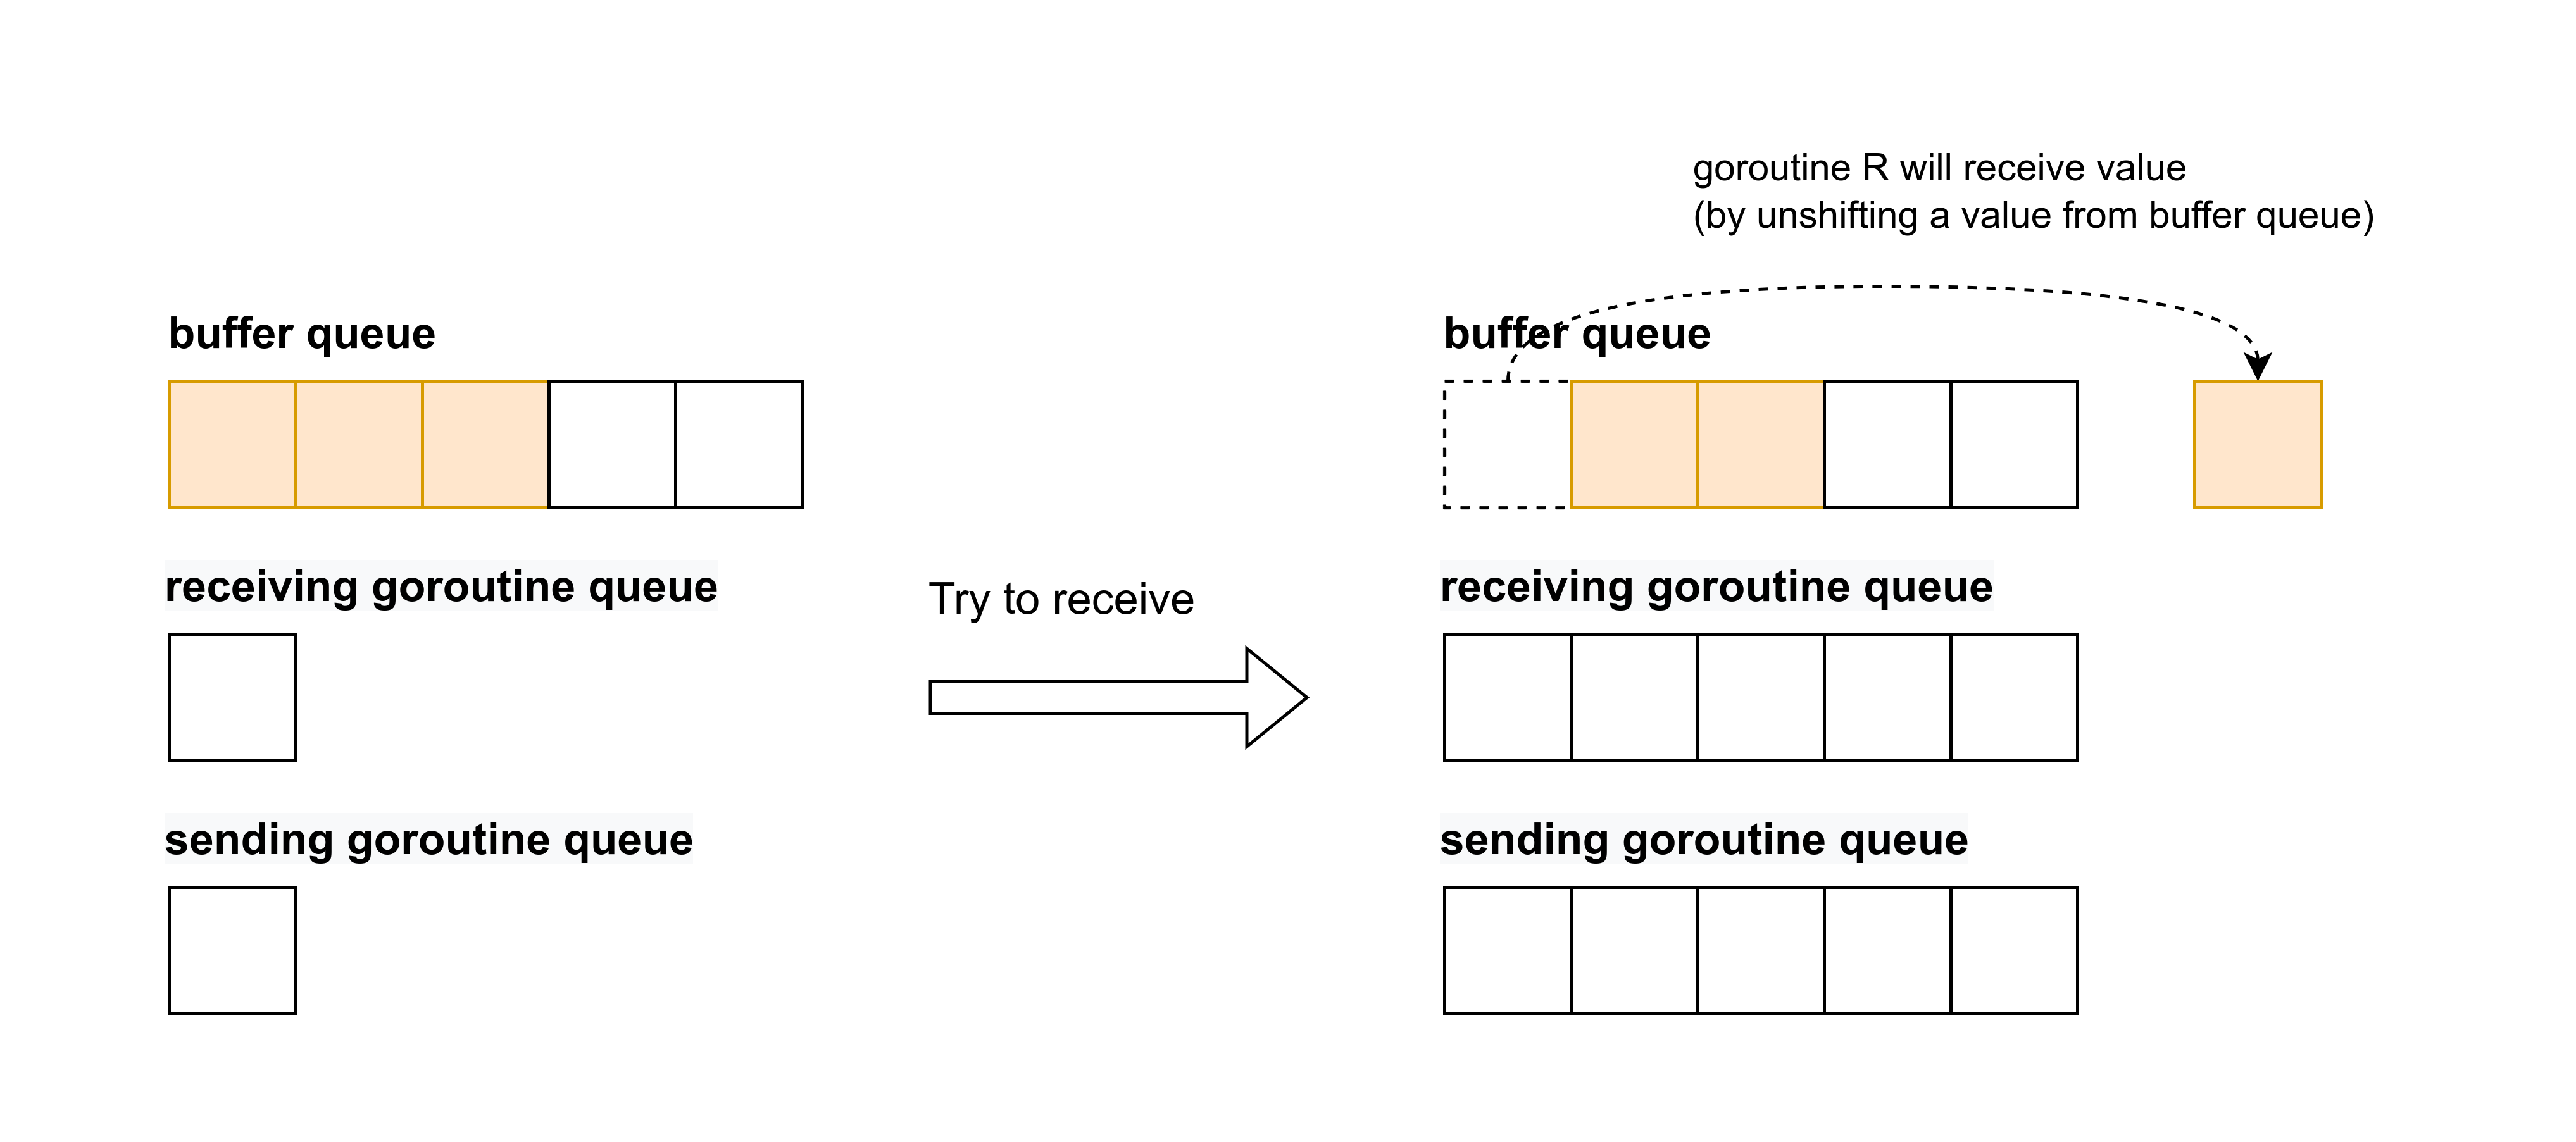 goroutine R will receive value
(by unshifting a value from buffer queue)
buffer queue
buffer queue
receiving goroutine queue
Try to receive
receiving goroutine queue
sending goroutine queue
sending goroutine queue